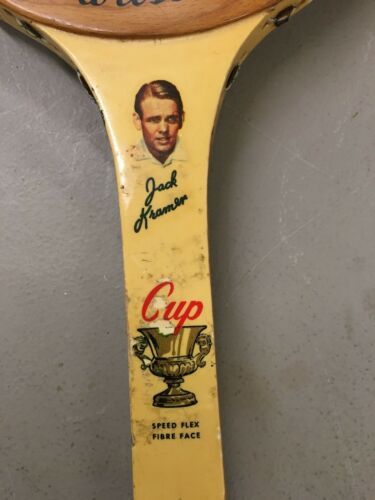 Jack
Kramer
Cup
SPEED FLEX
FIBRE FACE